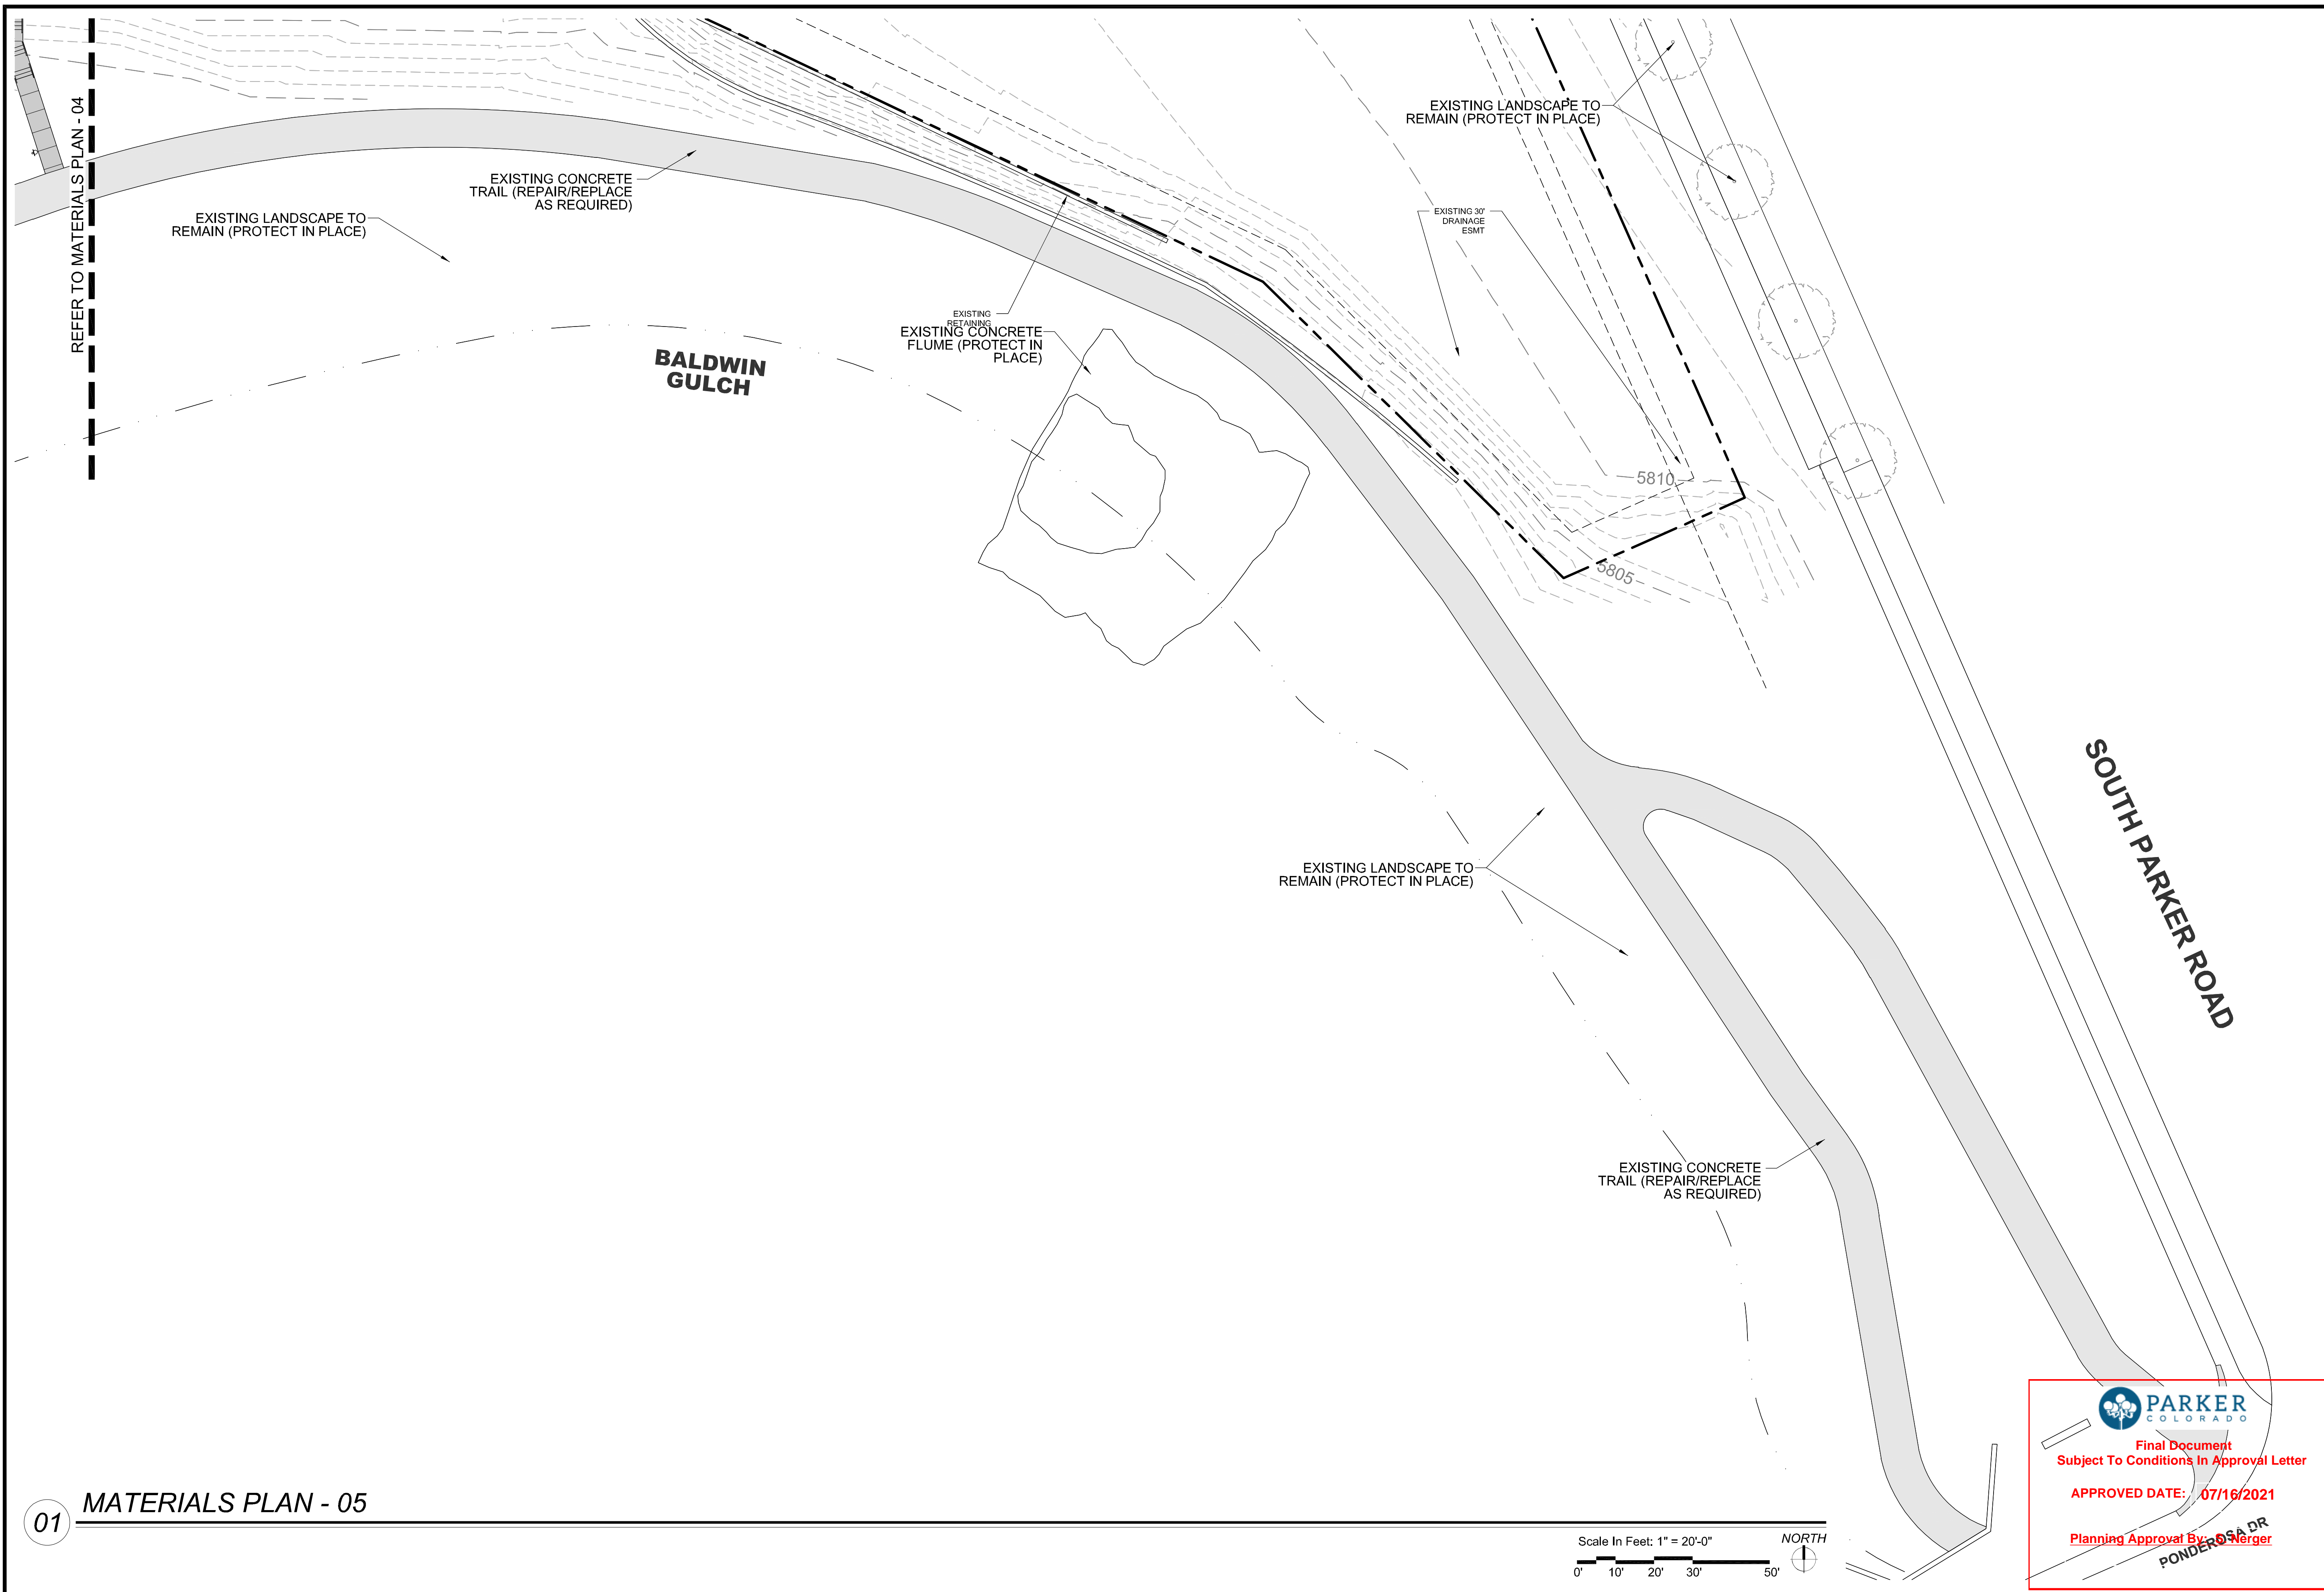 REFER TO MATERIALS PLAN - 04
EXISTING LANDSCAPE TO
REMAIN (PROTECT IN PLACE)
EXISTING CONCRETE
TRAIL (REPAIR/REPLACE
AS REQUIRED)
EXISTING LANDSCAPE TO
REMAIN (PROTECT IN PLACE)
EXISTING 30'
DRAINAGE
ESMT
EXISTING
RETAINING
EXISTING CONCRETE
FLUME (PROTECT IN
PLACE)
BALDWIN
GULCH
5810
5805
SOUTH PARKER ROAD
EXISTING LANDSCAPE TO
REMAIN (PROTECT IN PLACE)
EXISTING CONCRETE
TRAIL (REPAIR/REPLACE
AS REQUIRED)
PARKER
COLORADO
Final Document
Subject To Conditions In Approval Letter
APPROVED DATE: 07/16/2021
Planning Approval By: S Nerger
PONDEROSA DR
01
MATERIALS PLAN - 05
Scale In Feet: 1" = 20'-0"
0' 10' 20' 30' 50'
NORTH